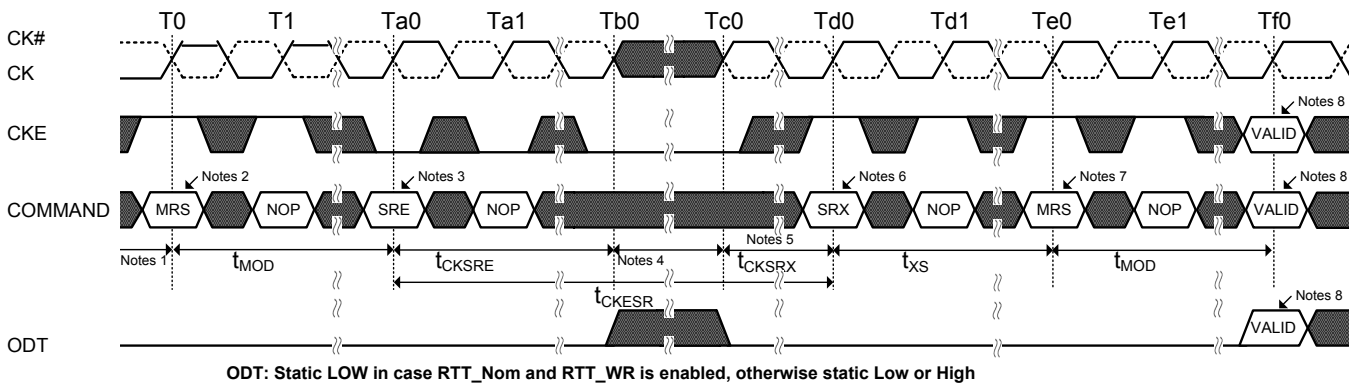 T0 T1 Ta0 Ta1 Tb0 Tc0 Td0 Td1 Te0 Te1 Tf0
CK#
CK
Notes 8
CKE
VALID
Notes 2 Notes 3 Notes 6 Notes 7 Notes 8
COMMAND MRS NOP SRE NOP SRX NOP MRS NOP VALID
Notes 1 tMOD tCKSRE Notes 4 Notes 5 tCKSRX tXS tMOD
tCKESR
Notes 8
VALID
ODT
ODT: Static LOW in case RTT_Nom and RTT_WR is enabled, otherwise static Low or High